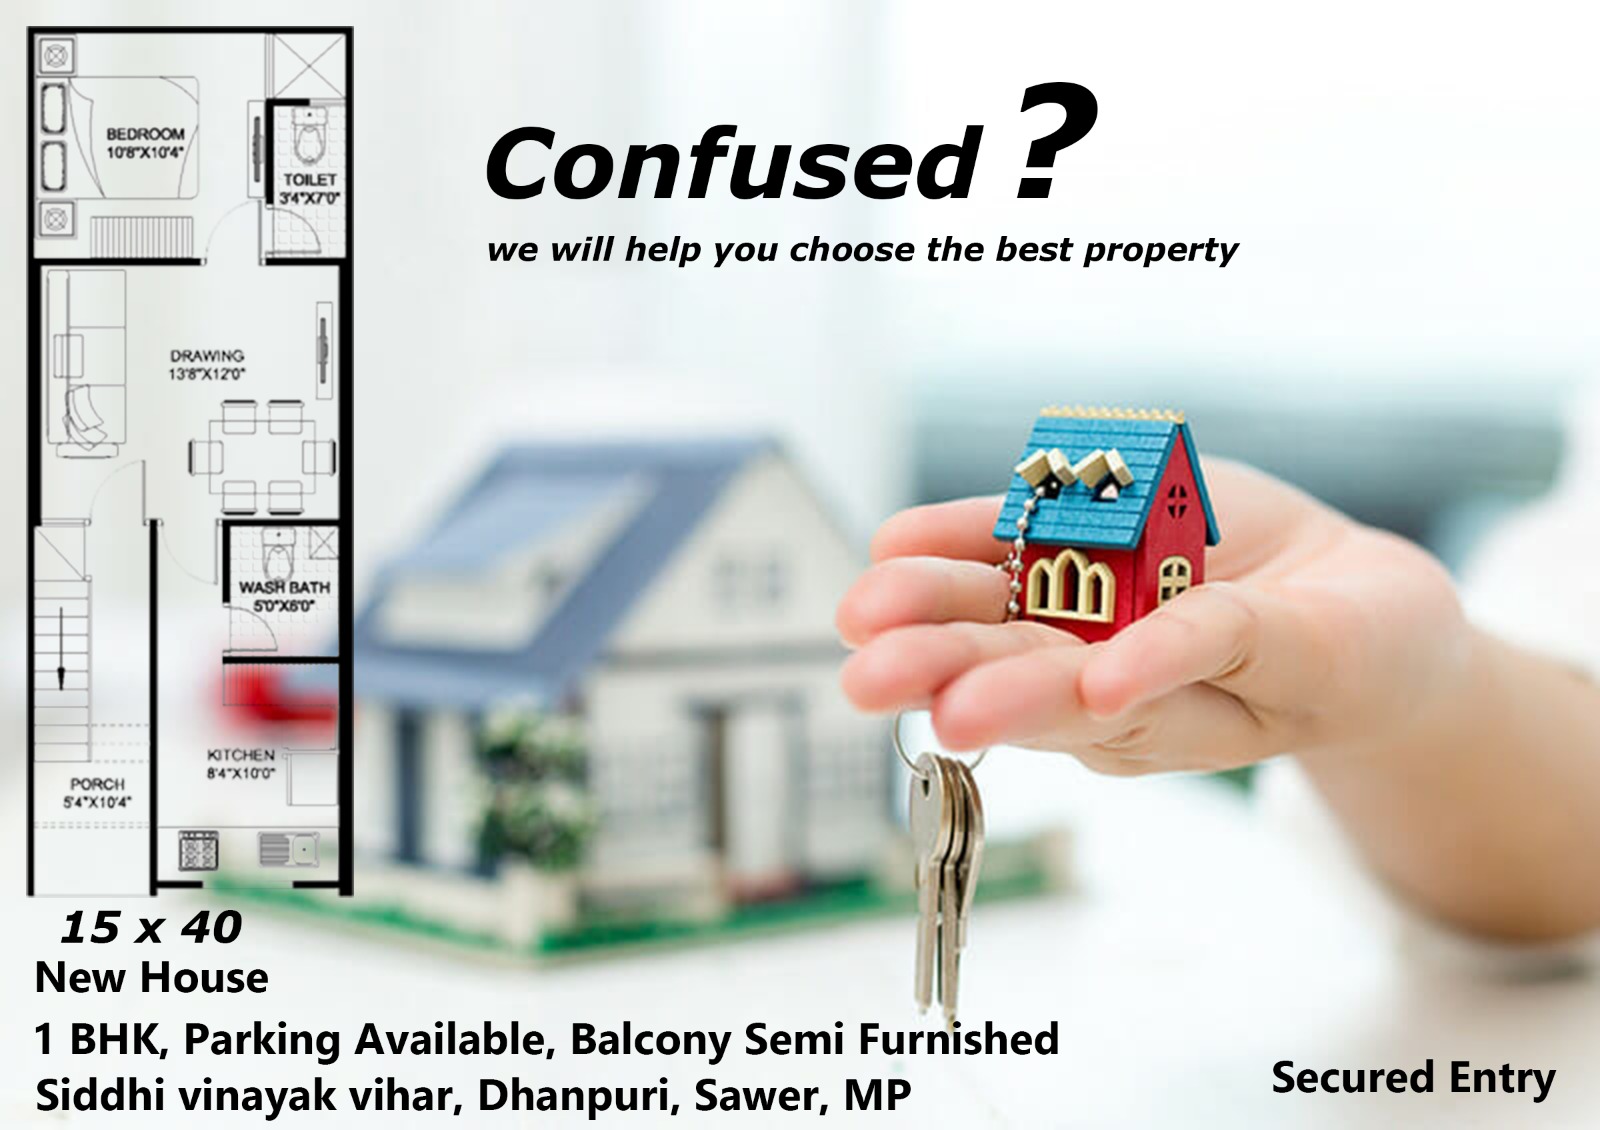 Confused ?
we will help you choose the best property
BEDROOM
10'8"X10'4"
TOILET
3'4"X7'0"
DRAWING
13'8"X12'0"
WASH BATH
5'0"X6'0"
KITCHEN
8'4"X10'0"
PORCH
5'4"X10'4"
15 x 40
New House
1 BHK, Parking Available, Balcony Semi Furnished
Siddhi vinayak vihar, Dhanpuri, Sawer, MP
Secured Entry